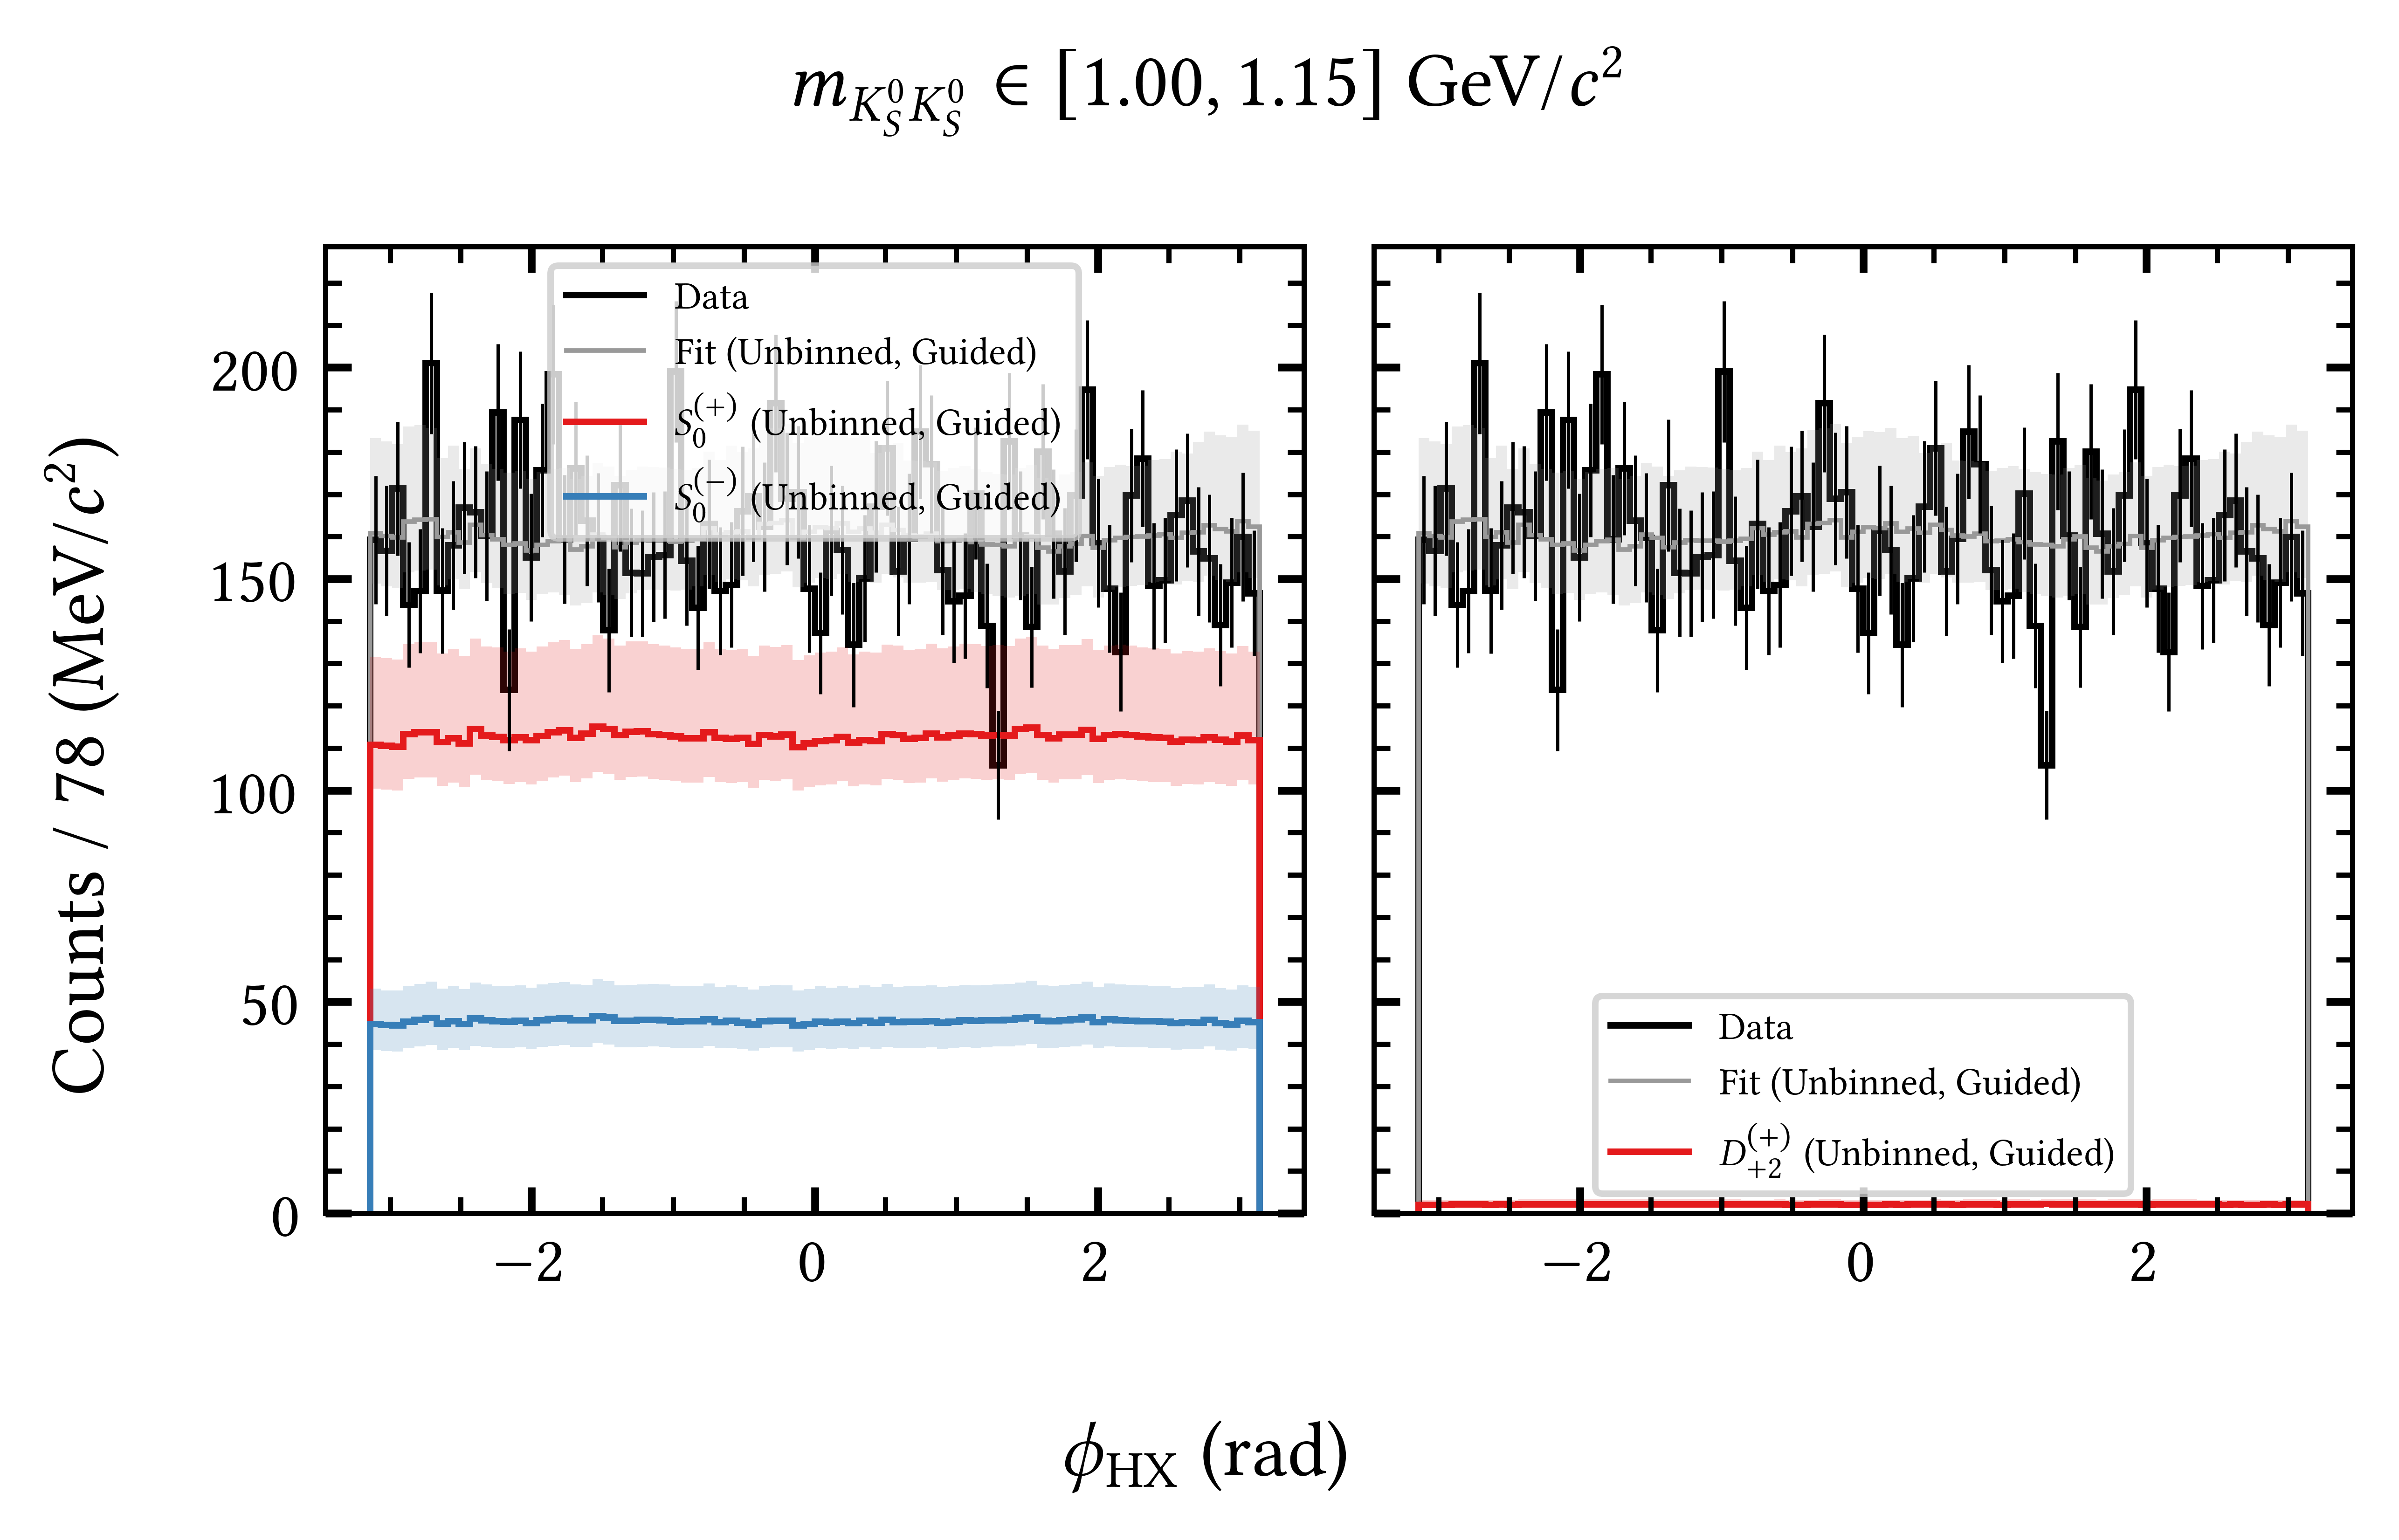 m_{K_S^0 K_S^0} ∈ [1.00, 1.15] GeV/c²
Counts / 78 (MeV/c²)
200
150
100
50
0
Data
Fit (Unbinned, Guided)
S_0^{(+)} (Unbinned, Guided)
S_0^{(−)} (Unbinned, Guided)
−2
0
2
Data
Fit (Unbinned, Guided)
D_{+2}^{(+)} (Unbinned, Guided)
−2
0
2
ϕ_{HX} (rad)